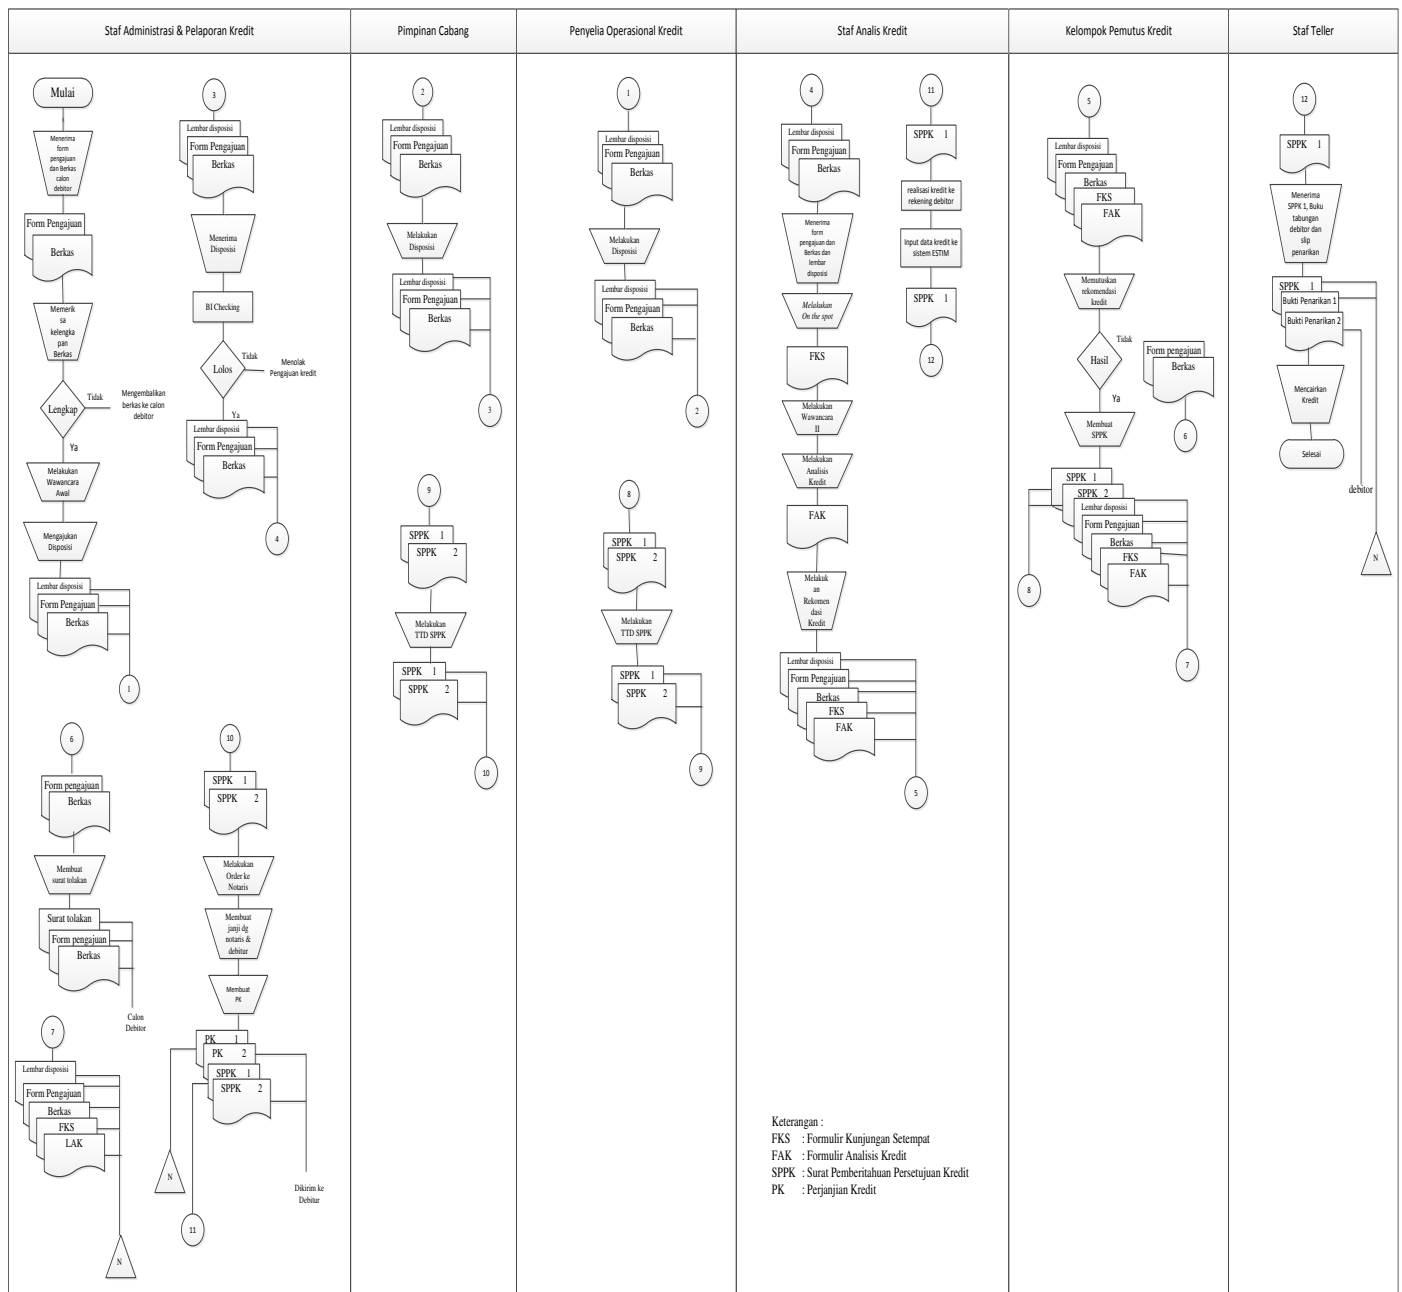 Staf Administrasi & Pelaporan Kredit
Pimpinan Cabang
Penyelia Operasional Kredit
Staf Analis Kredit
Kelompok Pemutus Kredit
Staf Teller
Mulai
Menerima
form
pengajuan
dan Berkas
calon
debitor
Form Pengajuan
Berkas
Memerik
sa
kelengka
pan
Berkas
Lengkap
Tidak
Mengembalikan
berkas ke calon
debitor
Ya
Melakukan
Wawancara
Awal
Mengajukan
Disposisi
Lembar disposisi
Form Pengajuan
Berkas
1
3
Lembar disposisi
Form Pengajuan
Berkas
Menerima
Disposisi
BI Checking
Lolos
Tidak
Menolak
Pengajuan kredit
Ya
Lembar disposisi
Form Pengajuan
Berkas
4
6
Form pengajuan
Berkas
Membuat
surat tolakan
Surat tolakan
Form pengajuan
Berkas
Calon
Debitor
7
Lembar disposisi
Form Pengajuan
Berkas
FKS
LAK
N
10
SPPK 1
SPPK 2
Melakukan
Order ke
Notaris
Membuat
janji dg
notaris &
debitur
Membuat
PK
PK 1
PK 2
SPPK 1
SPPK 2
N
11
Dikirim ke
Debitur
2
Lembar disposisi
Form Pengajuan
Berkas
Melakukan
Disposisi
Lembar disposisi
Form Pengajuan
Berkas
3
9
SPPK 1
SPPK 2
Melakukan
TTD SPPK
SPPK 1
SPPK 2
10
1
Lembar disposisi
Form Pengajuan
Berkas
Melakukan
Disposisi
Lembar disposisi
Form Pengajuan
Berkas
2
8
SPPK 1
SPPK 2
Melakukan
TTD SPPK
SPPK 1
SPPK 2
9
4
Lembar disposisi
Form Pengajuan
Berkas
Menerima
form
pengajuan dan
Berkas dan
lembar
disposisi
Melakukan
On the spot
FKS
Melakukan
Wawancara
II
Melakukan
Analisis
Kredit
FAK
Melakuk
an
Rekomen
dasi
Kredit
Lembar disposisi
Form Pengajuan
Berkas
FKS
FAK
5
11
SPPK 1
realisasi kredit ke
rekening debitor
Input data kredit ke
sistem ESTIM
SPPK 1
12
Keterangan :
FKS : Formulir Kunjungan Setempat
FAK : Formulir Analisis Kredit
SPPK : Surat Pemberitahuan Persetujuan Kredit
PK : Perjanjian Kredit
5
Lembar disposisi
Form Pengajuan
Berkas
FKS
FAK
Memutuskan
rekomendasi
kredit
Hasil
Tidak
Form pengajuan
Berkas
6
Ya
Membuat
SPPK
SPPK 1
SPPK 2
Lembar disposisi
Form Pengajuan
Berkas
FKS
FAK
8
7
12
SPPK 1
Menerima
SPPK 1, Buku
tabungan
debitor dan
slip
penarikan
SPPK 1
Bukti Penarikan 1
Bukti Penarikan 2
Mencairkan
Kredit
Selesai
debitor
N